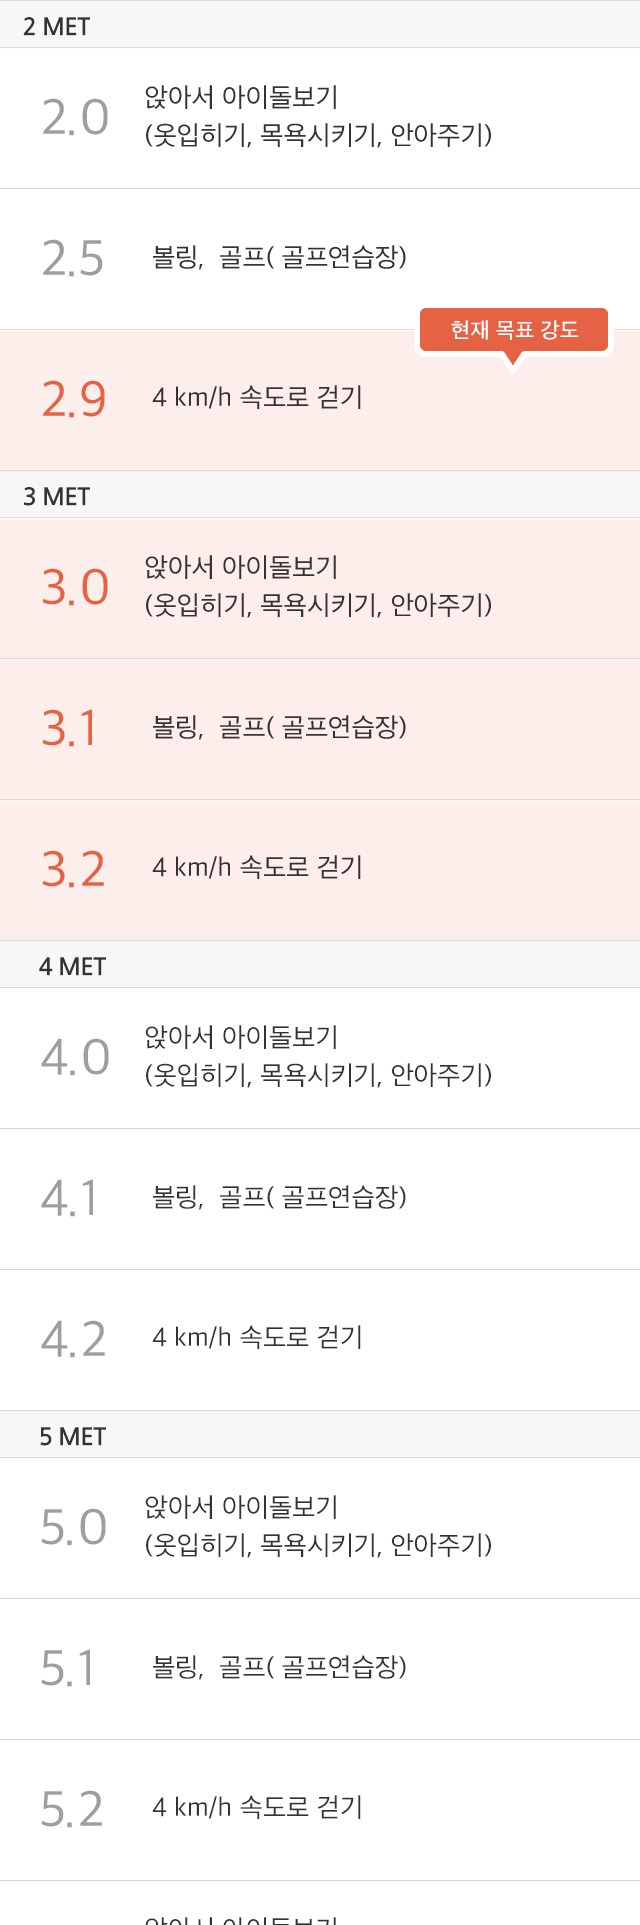 2 MET
2.0
앉아서 아이돌보기
(옷입히기, 목욕시키기, 안아주기)
2.5
볼링, 골프( 골프연습장)
현재 목표 강도
2.9
4 km/h 속도로 걷기
3 MET
3.0
앉아서 아이돌보기
(옷입히기, 목욕시키기, 안아주기)
3.1
볼링, 골프( 골프연습장)
3.2
4 km/h 속도로 걷기
4 MET
4.0
앉아서 아이돌보기
(옷입히기, 목욕시키기, 안아주기)
4.1
볼링, 골프( 골프연습장)
4.2
4 km/h 속도로 걷기
5 MET
5.0
앉아서 아이돌보기
(옷입히기, 목욕시키기, 안아주기)
5.1
볼링, 골프( 골프연습장)
5.2
4 km/h 속도로 걷기